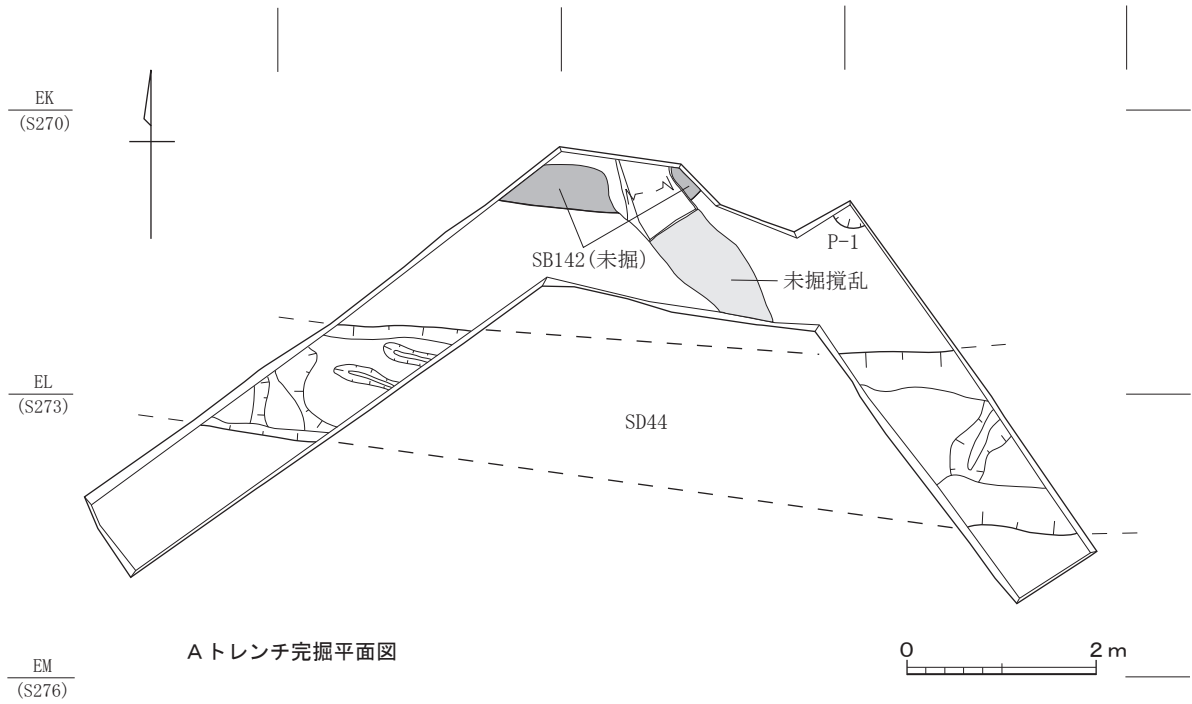 EK
(S270)
P-1
SB142(未掘)
未掘撹乱
EL
(S273)
SD44
Aトレンチ完掘平面図
0 2m
EM
(S276)